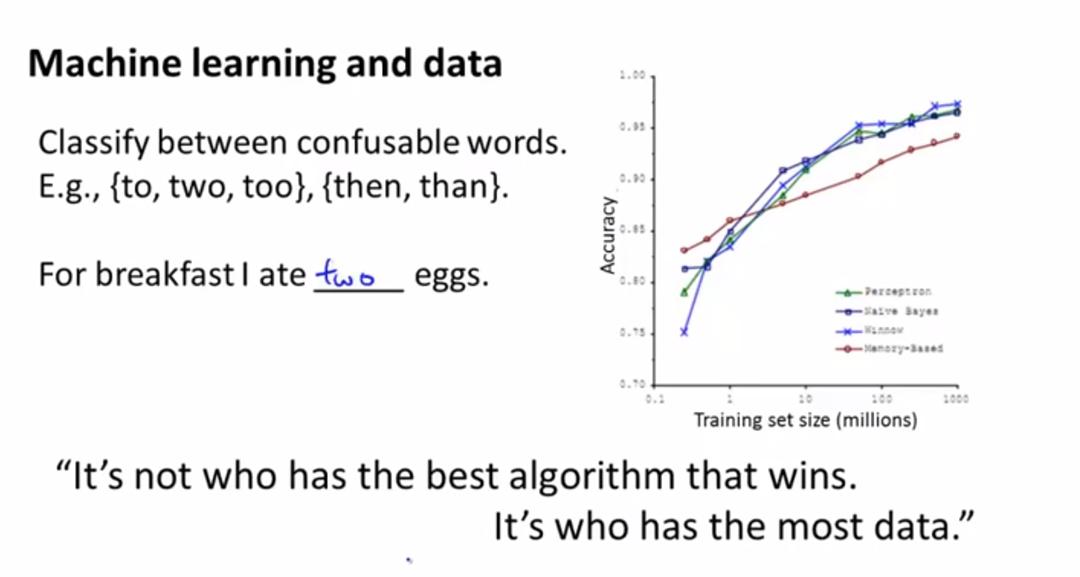 Machine learning and data
Classify between confusable words.
E.g., {to, two, too}, {then, than}.
For breakfast I ate two eggs.
1.00
0.95
0.90
0.85
0.80
0.75
0.70
Accuracy
Perceptron
Naïve Bayes
Winnow
Memory-Based
0.1 1 10 100 1000
Training set size (millions)
“It’s not who has the best algorithm that wins.
It’s who has the most data.”